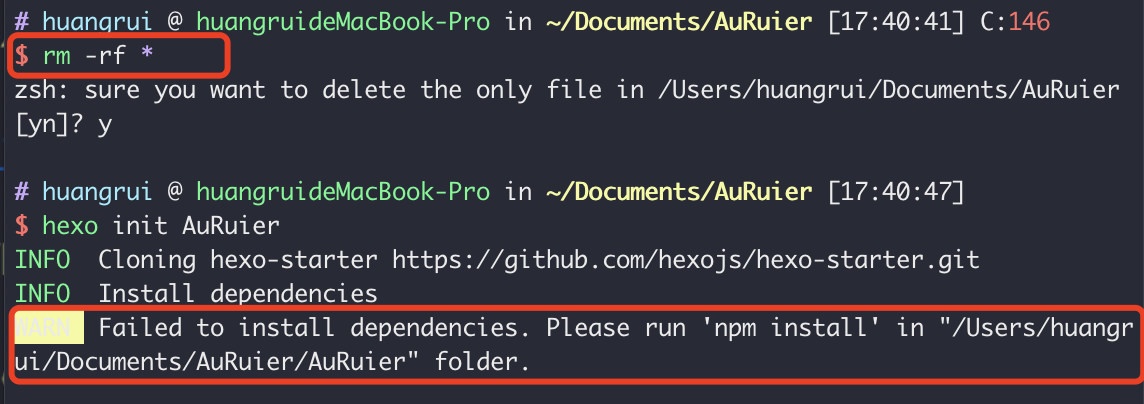 # huangrui @ huangruideMacBook-Pro in ~/Documents/AuRuier [17:40:41] C:146
$ rm -rf *
zsh: sure you want to delete the only file in /Users/huangrui/Documents/AuRuier
[yn]? y
# huangrui @ huangruideMacBook-Pro in ~/Documents/AuRuier [17:40:47]
$ hexo init AuRuier
INFO  Cloning hexo-starter https://github.com/hexojs/hexo-starter.git
INFO  Install dependencies
WARN  Failed to install dependencies. Please run 'npm install' in "/Users/huangr
ui/Documents/AuRuier/AuRuier" folder.